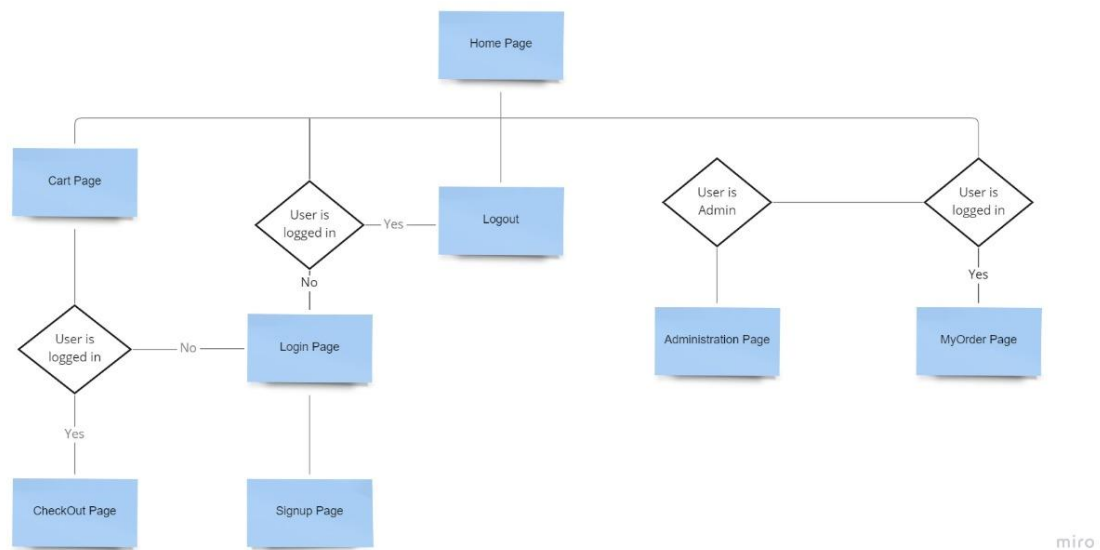 Home Page
Cart Page
User is
logged in
Yes
Logout
User is
Admin
User is
logged in
No
Yes
User is
logged in
No
Login Page
Administration Page
MyOrder Page
Yes
CheckOut Page
Signup Page
miro